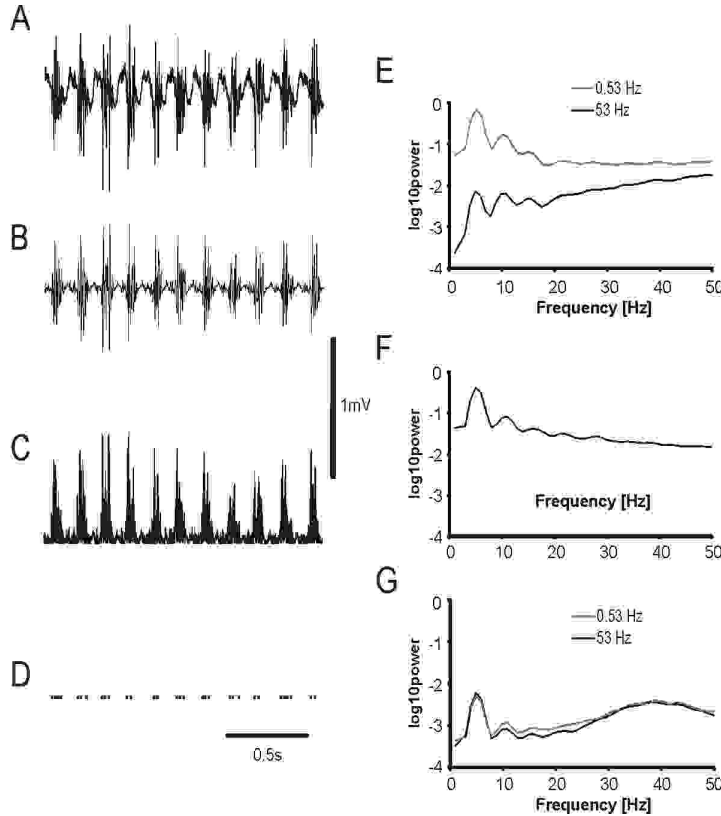 A
B
1mV
C
D
0.5s
E
0.53 Hz
53 Hz
log10power
-0
-1
-2
-3
-4
0 10 20 30 40 50
Frequency [Hz]
F
log10power
0
-1
-2
-3
-4
Frequency [Hz]
0 10 20 30 40 50
G
0.53 Hz
53 Hz
log10power
0
-1
-2
-3
-4
0 10 20 30 40 50
Frequency [Hz]